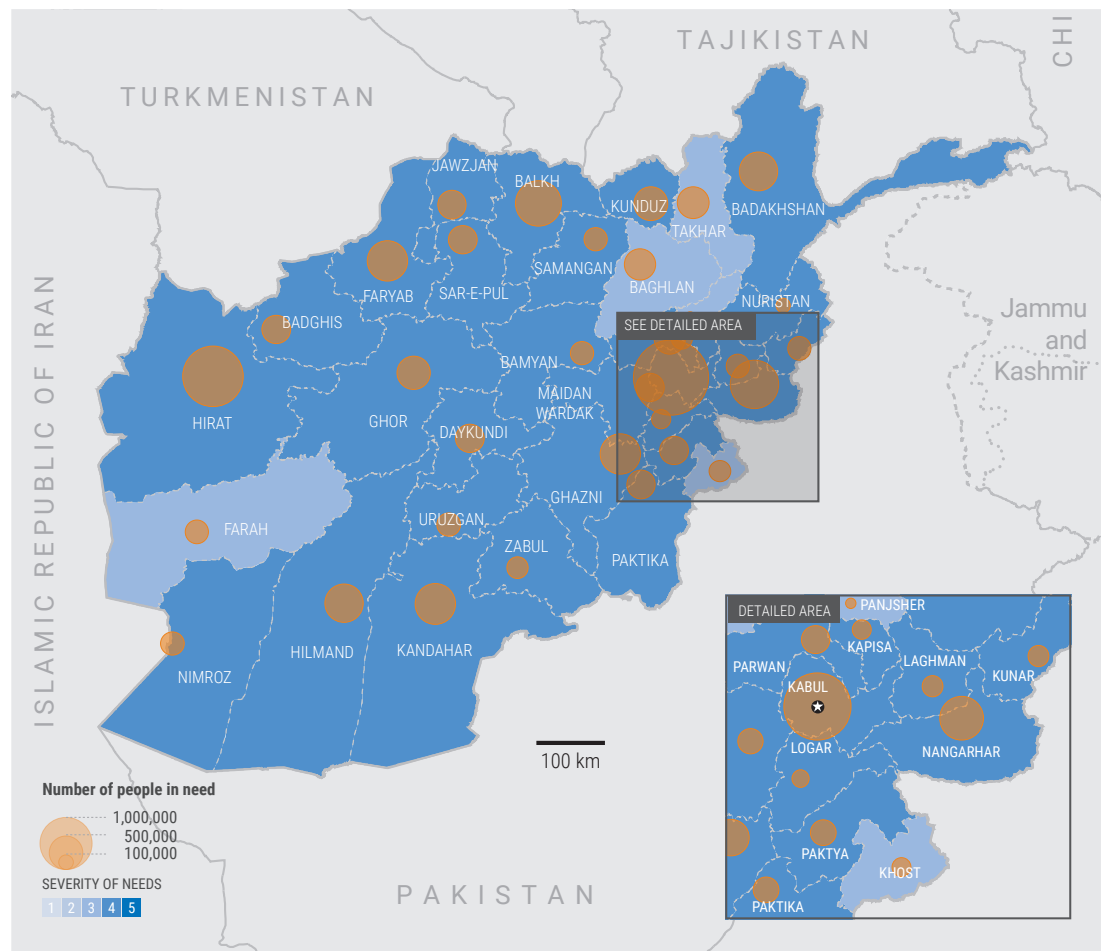 TAJIKISTAN
CHI
TURKMENISTAN
JAWZJAN
BALKH
KUNDUZ
TAKHAR
BADAKHSHAN
SAMANGAN
BAGHLAN
FARYAB
SAR-E-PUL
NURISTAN
BADGHIS
SEE DETAILED AREA
Jammu
and
Kashmir
BAMYAN
MAIDAN
WARDAK
HIRAT
GHOR
DAYKUNDI
GHAZNI
FARAH
URUZGAN
ZABUL
PAKTIKA
ISLAMIC REPUBLIC OF IRAN
HILMAND
KANDAHAR
NIMROZ
DETAILED AREA
PANJSHER
KAPISA
PARWAN
LAGHMAN
KUNAR
KABUL
LOGAR
NANGARHAR
PAKTYA
KHOST
PAKTIKA
100 km
Number of people in need
1,000,000
500,000
100,000
SEVERITY OF NEEDS
1 2 3 4 5
PAKISTAN